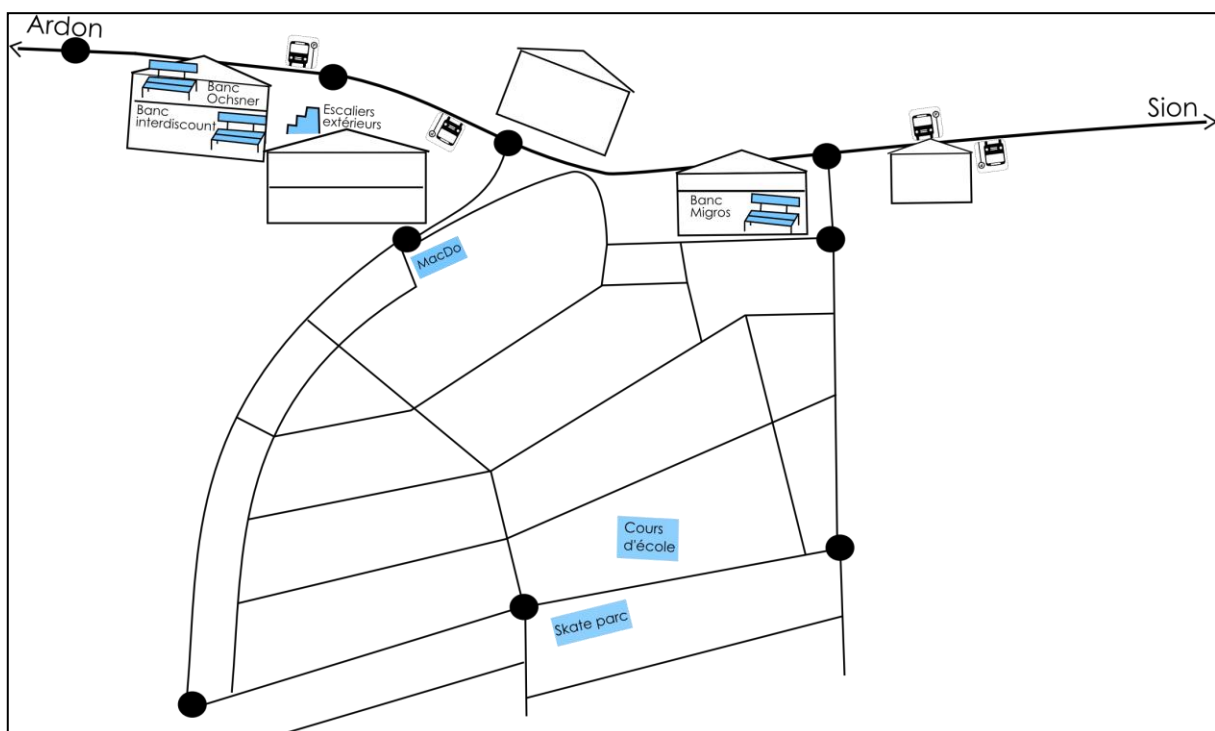 Ardon
Sion
Banc
Ochsner
Banc
interdiscount
Escaliers
extérieurs
Banc
Migros
MacDo
Cours
d'école
Skate parc